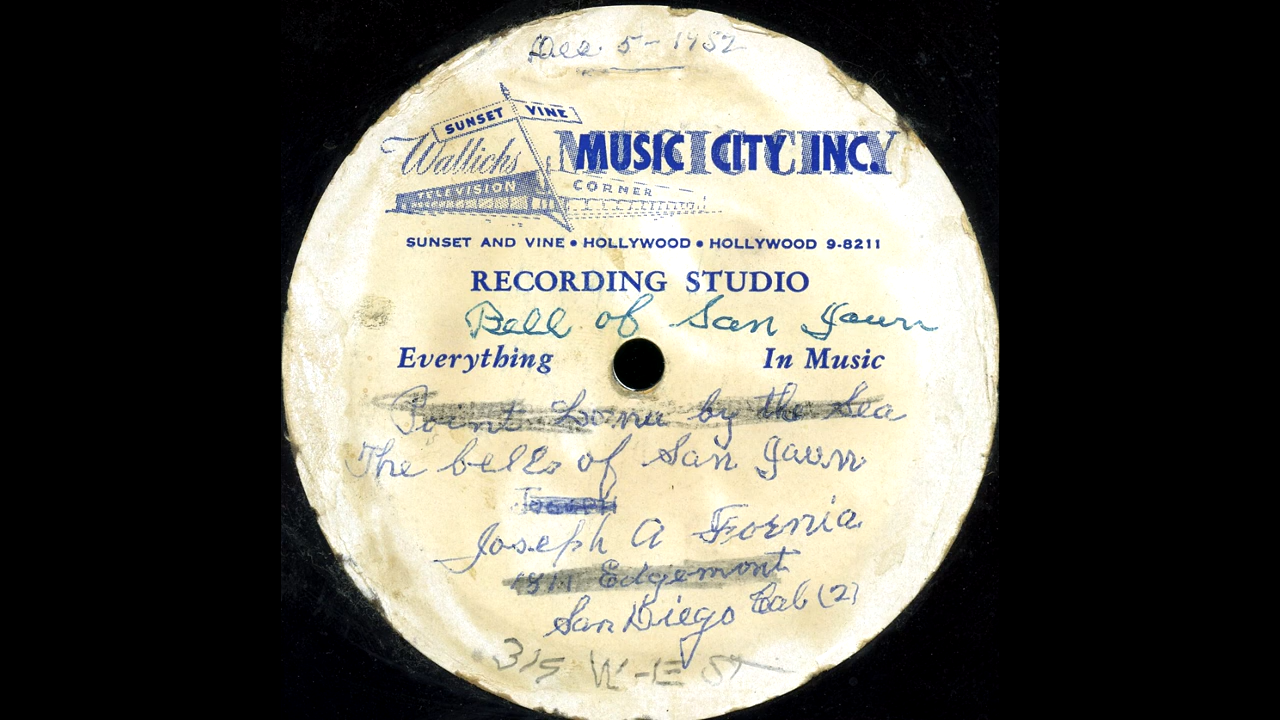 Dec. 5 - 1952
SUNSET VINE
Wallichs MUSIC CITY INC.
TELEVISION CORNER
SUNSET AND VINE • HOLLYWOOD • HOLLYWOOD 9-8211
RECORDING STUDIO
Bell of San Jaun
Everything In Music
Point Loma by the Sea
The bells of San Jaun
Joseph
Joseph A Fornia
Edgemont
San Diego Cal (2)
315 W-E ST